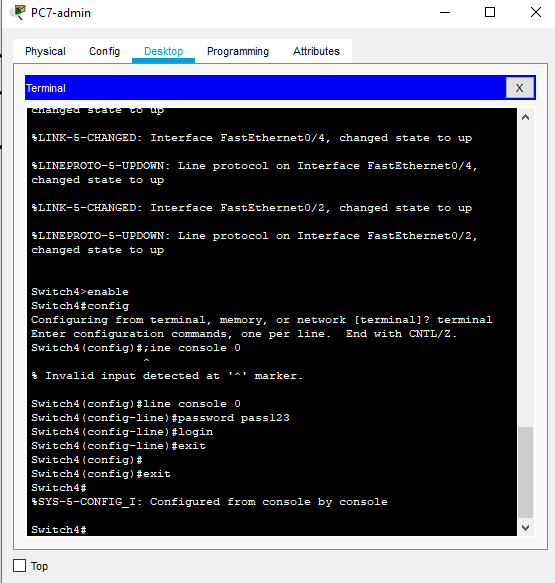 PC7-admin
Physical Config Desktop Programming Attributes
Terminal X
changed state to up
%LINK-5-CHANGED: Interface FastEthernet0/4, changed state to up
%LINEPROTO-5-UPDOWN: Line protocol on Interface FastEthernet0/4,
changed state to up
%LINK-5-CHANGED: Interface FastEthernet0/2, changed state to up
%LINEPROTO-5-UPDOWN: Line protocol on Interface FastEthernet0/2,
changed state to up
Switch4>enable
Switch4#config
Configuring from terminal, memory, or network [terminal]? terminal
Enter configuration commands, one per line.  End with CNTL/Z.
Switch4(config)#;ine console 0
^
% Invalid input detected at '^' marker.
Switch4(config)#line console 0
Switch4(config-line)#password pass123
Switch4(config-line)#login
Switch4(config-line)#exit
Switch4(config)#
Switch4(config)#exit
Switch4#
%SYS-5-CONFIG_I: Configured from console by console
Switch4#
Top